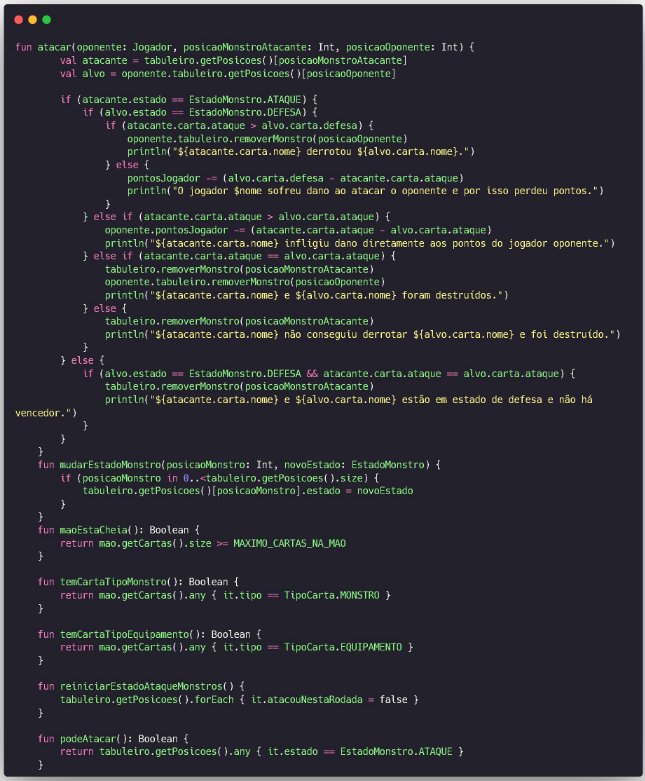 fun atacar(oponente: Jogador, posicaoMonstroAtacante: Int, posicaoOponente: Int) {
        val atacante = tabuleiro.getPosicoes()[posicaoMonstroAtacante]
        val alvo = oponente.tabuleiro.getPosicoes()[posicaoOponente]

        if (atacante.estado == EstadoMonstro.ATAQUE) {
            if (alvo.estado == EstadoMonstro.DEFESA) {
                if (atacante.carta.ataque > alvo.carta.defesa) {
                    oponente.tabuleiro.removerMonstro(posicaoOponente)
                    println("${atacante.carta.nome} derrotou ${alvo.carta.nome}.")
                } else {
                    pontosJogador -= (alvo.carta.defesa - atacante.carta.ataque)
                    println("O jogador $nome sofreu dano ao atacar o oponente e por isso perdeu pontos.")
                }
            } else if (atacante.carta.ataque > alvo.carta.ataque) {
                oponente.pontosJogador -= (atacante.carta.ataque - alvo.carta.ataque)
                println("${atacante.carta.nome} infligiu dano diretamente aos pontos do jogador oponente.")
            } else if (atacante.carta.ataque == alvo.carta.ataque) {
                tabuleiro.removerMonstro(posicaoMonstroAtacante)
                oponente.tabuleiro.removerMonstro(posicaoOponente)
                println("${atacante.carta.nome} e ${alvo.carta.nome} foram destruídos.")
            } else {
                tabuleiro.removerMonstro(posicaoMonstroAtacante)
                println("${atacante.carta.nome} não conseguiu derrotar ${alvo.carta.nome} e foi destruído.")
            }
        } else {
            if (alvo.estado == EstadoMonstro.DEFESA && atacante.carta.ataque == alvo.carta.ataque) {
                tabuleiro.removerMonstro(posicaoMonstroAtacante)
                println("${atacante.carta.nome} e ${alvo.carta.nome} estão em estado de defesa e não há
vencedor.")
            }
        }
    }
    fun mudarEstadoMonstro(posicaoMonstro: Int, novoEstado: EstadoMonstro) {
        if (posicaoMonstro in 0..<tabuleiro.getPosicoes().size) {
            tabuleiro.getPosicoes()[posicaoMonstro].estado = novoEstado
        }
    }
    fun maoEstaCheia(): Boolean {
        return mao.getCartas().size >= MAXIMO_CARTAS_NA_MAO
    }

    fun temCartaTipoMonstro(): Boolean {
        return mao.getCartas().any { it.tipo == TipoCarta.MONSTRO }
    }

    fun temCartaTipoEquipamento(): Boolean {
        return mao.getCartas().any { it.tipo == TipoCarta.EQUIPAMENTO }
    }

    fun reiniciarEstadoAtaqueMonstros() {
        tabuleiro.getPosicoes().forEach { it.atacouNestaRodada = false }
    }

    fun podeAtacar(): Boolean {
        return tabuleiro.getPosicoes().any { it.estado == EstadoMonstro.ATAQUE }
    }